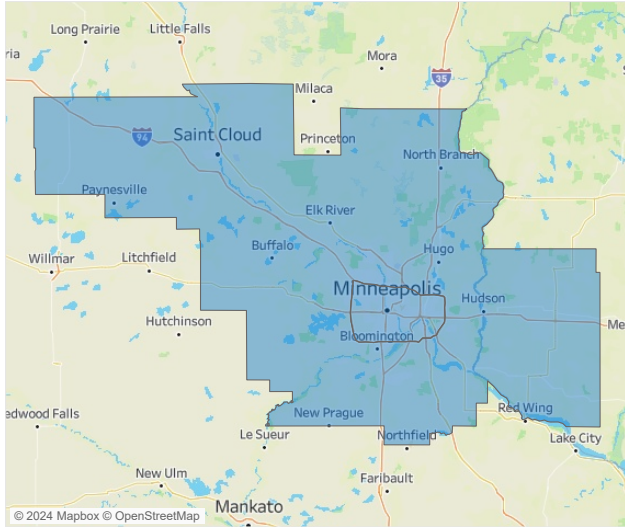 Long Prairie
Little Falls
Mora
35
Milaca
94
Saint Cloud
Princeton
North Branch
Paynesville
Elk River
Buffalo
Hugo
Willmar
Litchfield
Minneapolis
Hudson
Hutchinson
Bloomington
New Prague
Red Wing
edwood Falls
Le Sueur
Northfield
Lake City
New Ulm
Faribault
Mankato
© 2024 Mapbox © OpenStreetMap